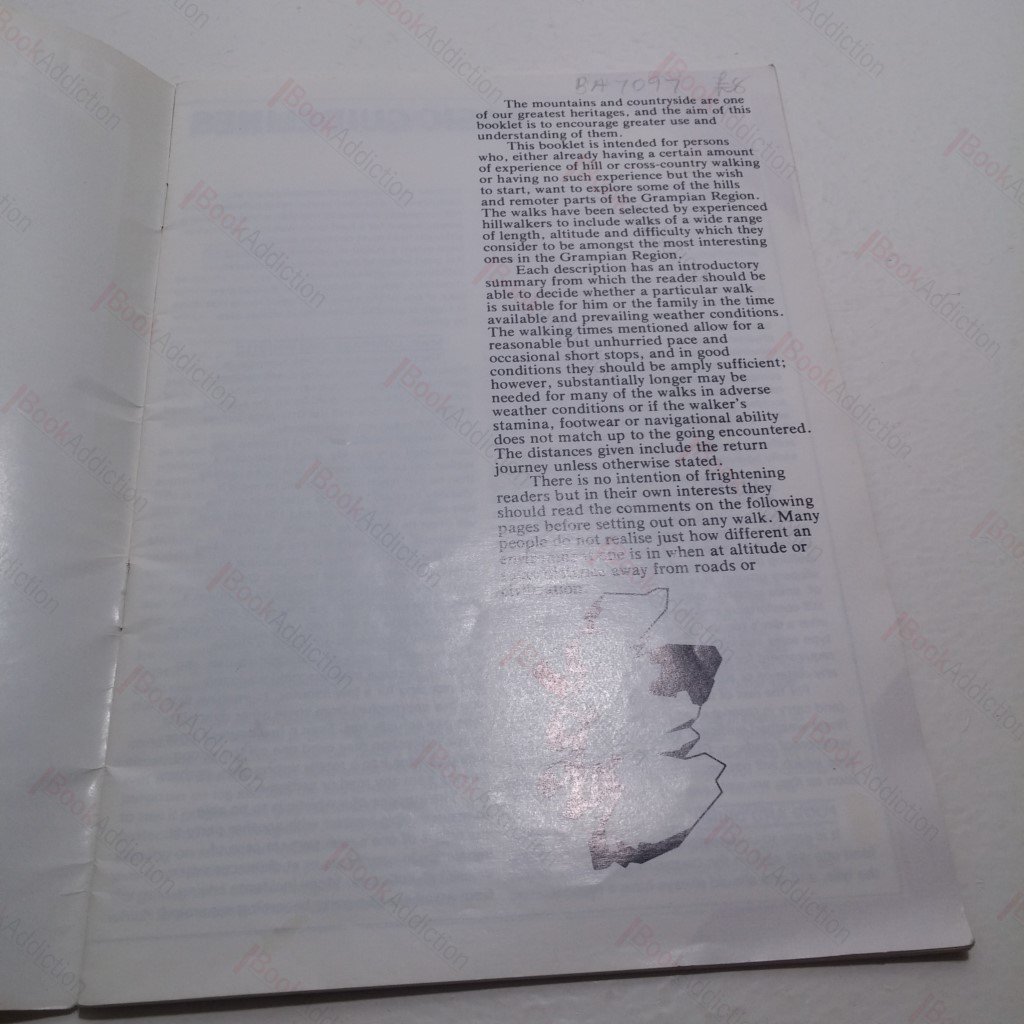 BA 7097 £6
The mountains and countryside are one
of our greatest heritages, and the aim of this
booklet is to encourage greater use and
understanding of them.
This booklet is intended for persons
who, either already having a certain amount
of experience of hill or cross-country walking
or having no such experience but the wish
to start, want to explore some of the hills
and remoter parts of the Grampian Region.
The walks have been selected by experienced
hillwalkers to include walks of a wide range
of length, altitude and difficulty which they
consider to be amongst the most interesting
ones in the Grampian Region.
Each description has an introductory
summary from which the reader should be
able to decide whether a particular walk
is suitable for him or the family in the time
available and prevailing weather conditions.
The walking times mentioned allow for a
reasonable but unhurried pace and
occasional short stops, and in good
conditions they should be amply sufficient;
however, substantially longer may be
needed for many of the walks in adverse
weather conditions or if the walker's
stamina, footwear or navigational ability
does not match up to the going encountered.
The distances given include the return
journey unless otherwise stated.
There is no intention of frightening
readers but in their own interests they
should read the comments on the following
pages before setting out on any walk. Many
people do not realise just how different an
is in when at altitude or
away from roads or
BookAddiction